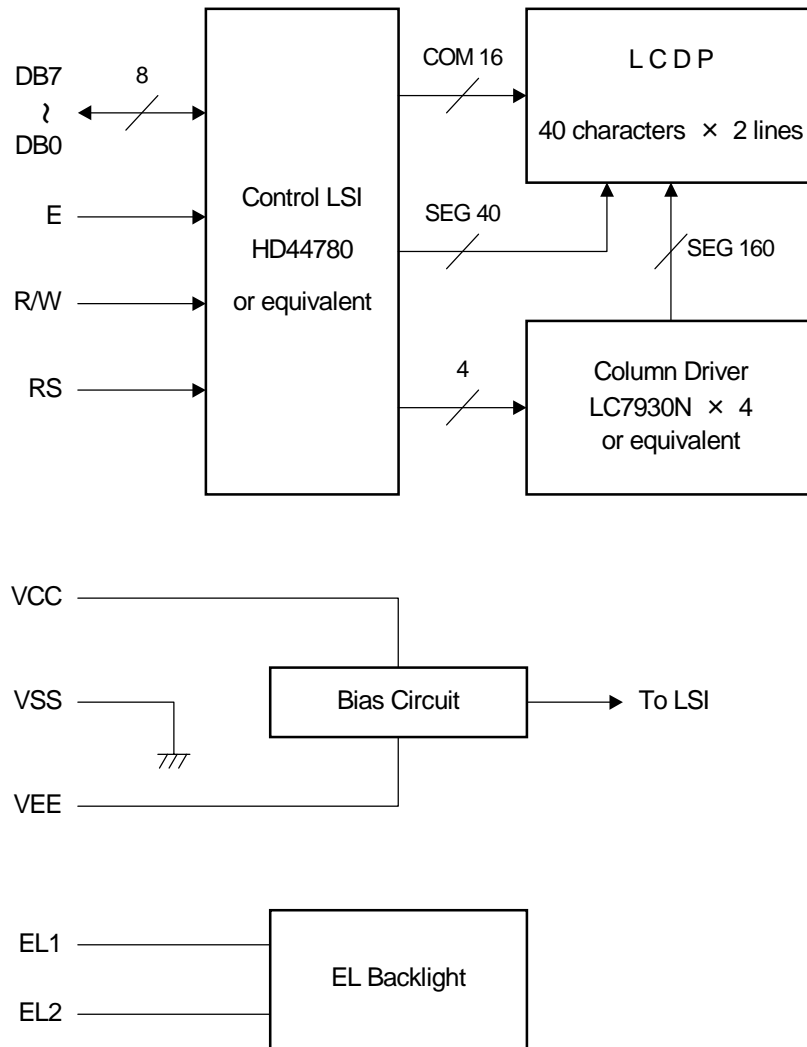 DB7
~
DB0
8
E
R/W
RS
Control LSI
HD44780
or equivalent
COM 16
SEG 40
4
L C D P
40 characters × 2 lines
SEG 160
Column Driver
LC7930N × 4
or equivalent
VCC
VSS
VEE
Bias Circuit
To LSI
EL1
EL2
EL Backlight